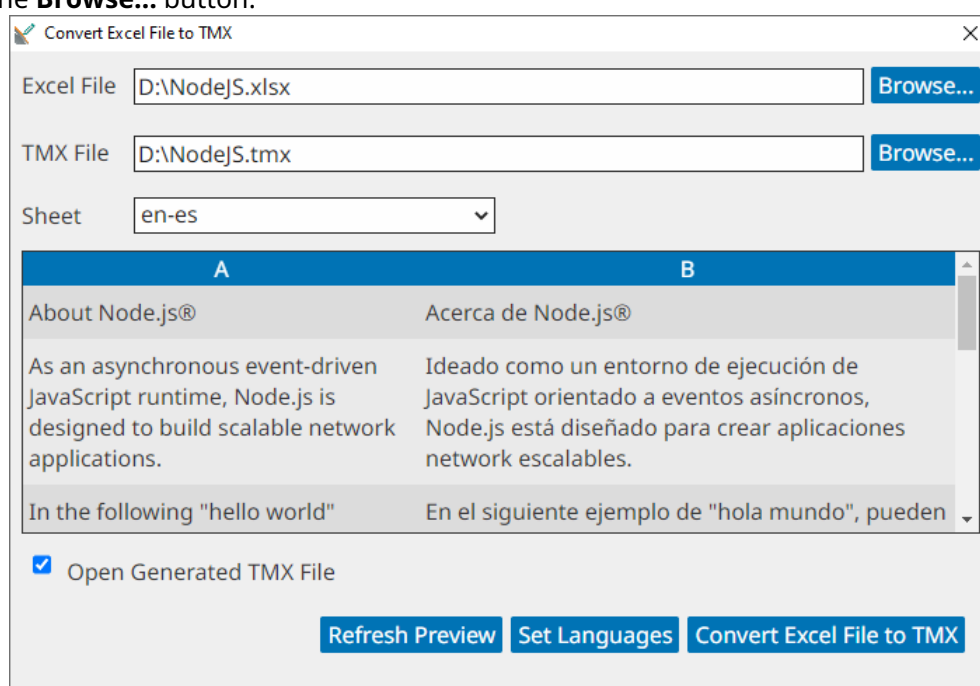 he Browse... button.
Convert Excel File to TMX
Excel File D:\NodeJS.xlsx Browse...
TMX File D:\NodeJS.tmx Browse...
Sheet en-es
A B
About Node.js® Acerca de Node.js®
As an asynchronous event-driven
JavaScript runtime, Node.js is
designed to build scalable network
applications.
Ideado como un entorno de ejecución de
JavaScript orientado a eventos asíncronos,
Node.js está diseñado para crear aplicaciones
network escalables.
In the following "hello world" En el siguiente ejemplo de "hola mundo", pueden
Open Generated TMX File
Refresh Preview Set Languages Convert Excel File to TMX